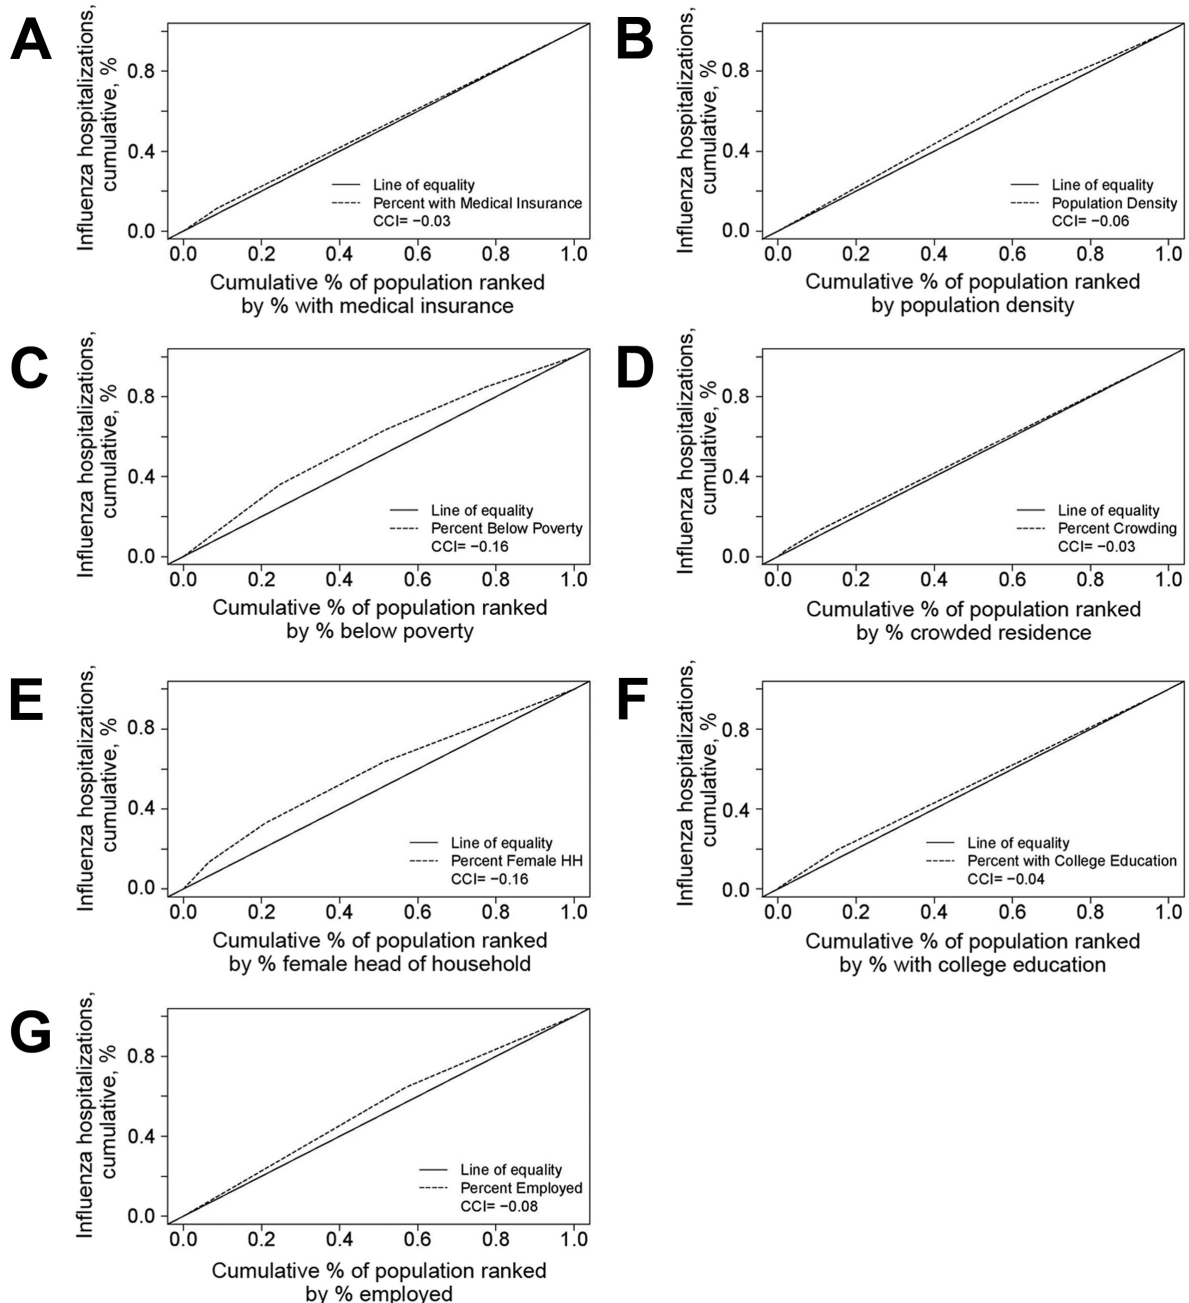 A
Influenza hospitalizations,
cumulative, %
0.8
0.4
0.0
Line of equality
Percent with Medical Insurance
CCI= −0.03
0.0 0.2 0.4 0.6 0.8 1.0
Cumulative % of population ranked
by % with medical insurance
B
Influenza hospitalizations,
cumulative, %
0.8
0.4
0.0
Line of equality
Population Density
CCI= −0.06
0.0 0.2 0.4 0.6 0.8 1.0
Cumulative % of population ranked
by population density
C
Influenza hospitalizations,
cumulative, %
0.8
0.4
0.0
Line of equality
Percent Below Poverty
CCI= −0.16
0.0 0.2 0.4 0.6 0.8 1.0
Cumulative % of population ranked
by % below poverty
D
Influenza hospitalizations,
cumulative, %
0.8
0.4
0.0
Line of equality
Percent Crowding
CCI= −0.03
0.0 0.2 0.4 0.6 0.8 1.0
Cumulative % of population ranked
by % crowded residence
E
Influenza hospitalizations,
cumulative, %
0.8
0.4
0.0
Line of equality
Percent Female HH
CCI= −0.16
0.0 0.2 0.4 0.6 0.8 1.0
Cumulative % of population ranked
by % female head of household
F
Influenza hospitalizations,
cumulative, %
0.8
0.4
0.0
Line of equality
Percent with College Education
CCI= −0.04
0.0 0.2 0.4 0.6 0.8 1.0
Cumulative % of population ranked
by % with college education
G
Influenza hospitalizations,
cumulative, %
0.8
0.4
0.0
Line of equality
Percent Employed
CCI= −0.08
0.0 0.2 0.4 0.6 0.8 1.0
Cumulative % of population ranked
by % employed